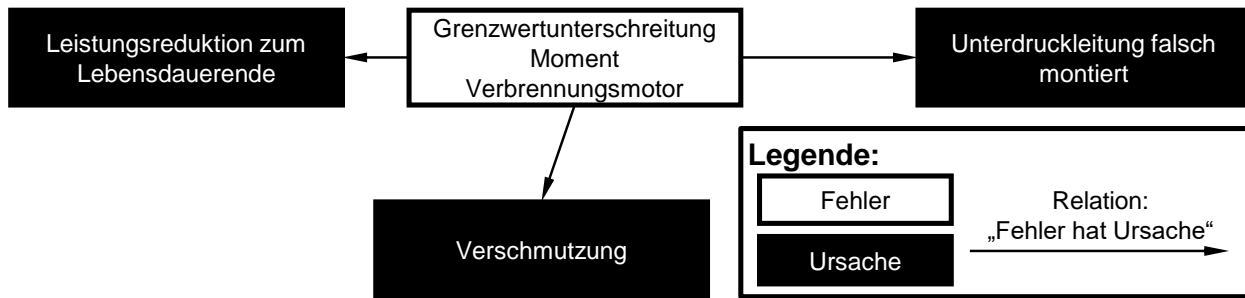 Leistungsreduktion zum
Lebensdauerende
Grenzwertunterschreitung
Moment
Verbrennungsmotor
Unterdruckleitung falsch
montiert
Verschmutzung
Legende:
Fehler
Ursache
Relation:
„Fehler hat Ursache“